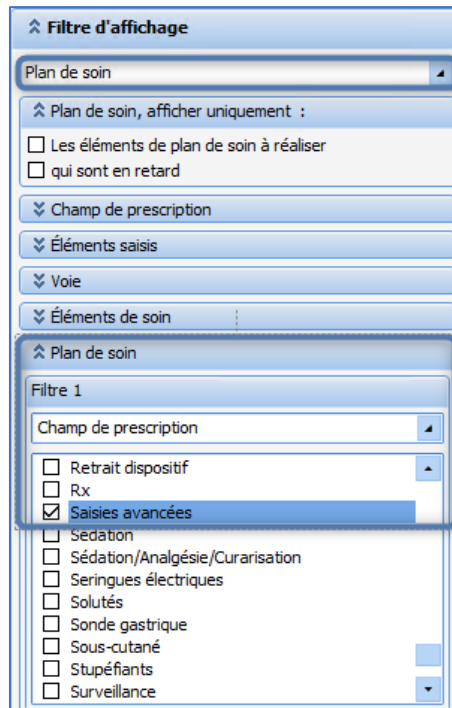 Filtre d'affichage
Plan de soin
Plan de soin, afficher uniquement :
Les éléments de plan de soin à réaliser
qui sont en retard
Champ de prescription
Éléments saisis
Voie
Éléments de soin
Plan de soin
Filtre 1
Champ de prescription
Retrait dispositif
Rx
Saisies avancées
Sédation
Sédation/Analgésie/Curarisation
Seringues électriques
Solutés
Sonde gastrique
Sous-cutané
Stupéfiants
Surveillance